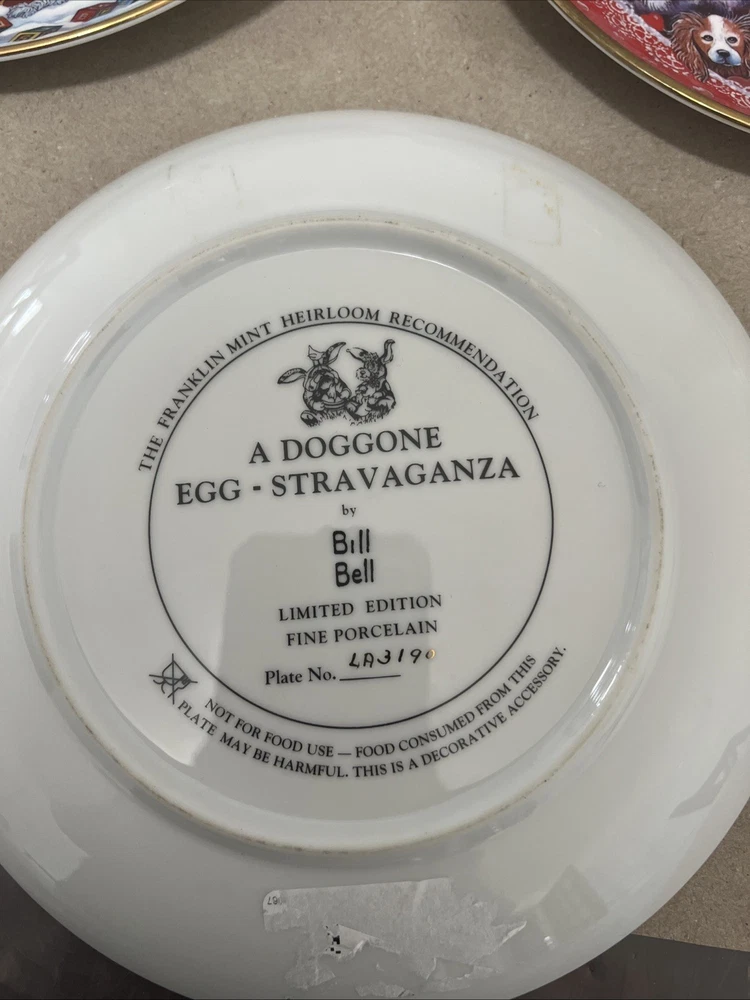 THE FRANKLIN MINT HEIRLOOM RECOMMENDATION
A DOGGONE
EGG - STRAVAGANZA
by
Bill
Bell
LIMITED EDITION
FINE PORCELAIN
Plate No. LA3190
NOT FOR FOOD USE — FOOD CONSUMED FROM THIS
PLATE MAY BE HARMFUL. THIS IS A DECORATIVE ACCESSORY.